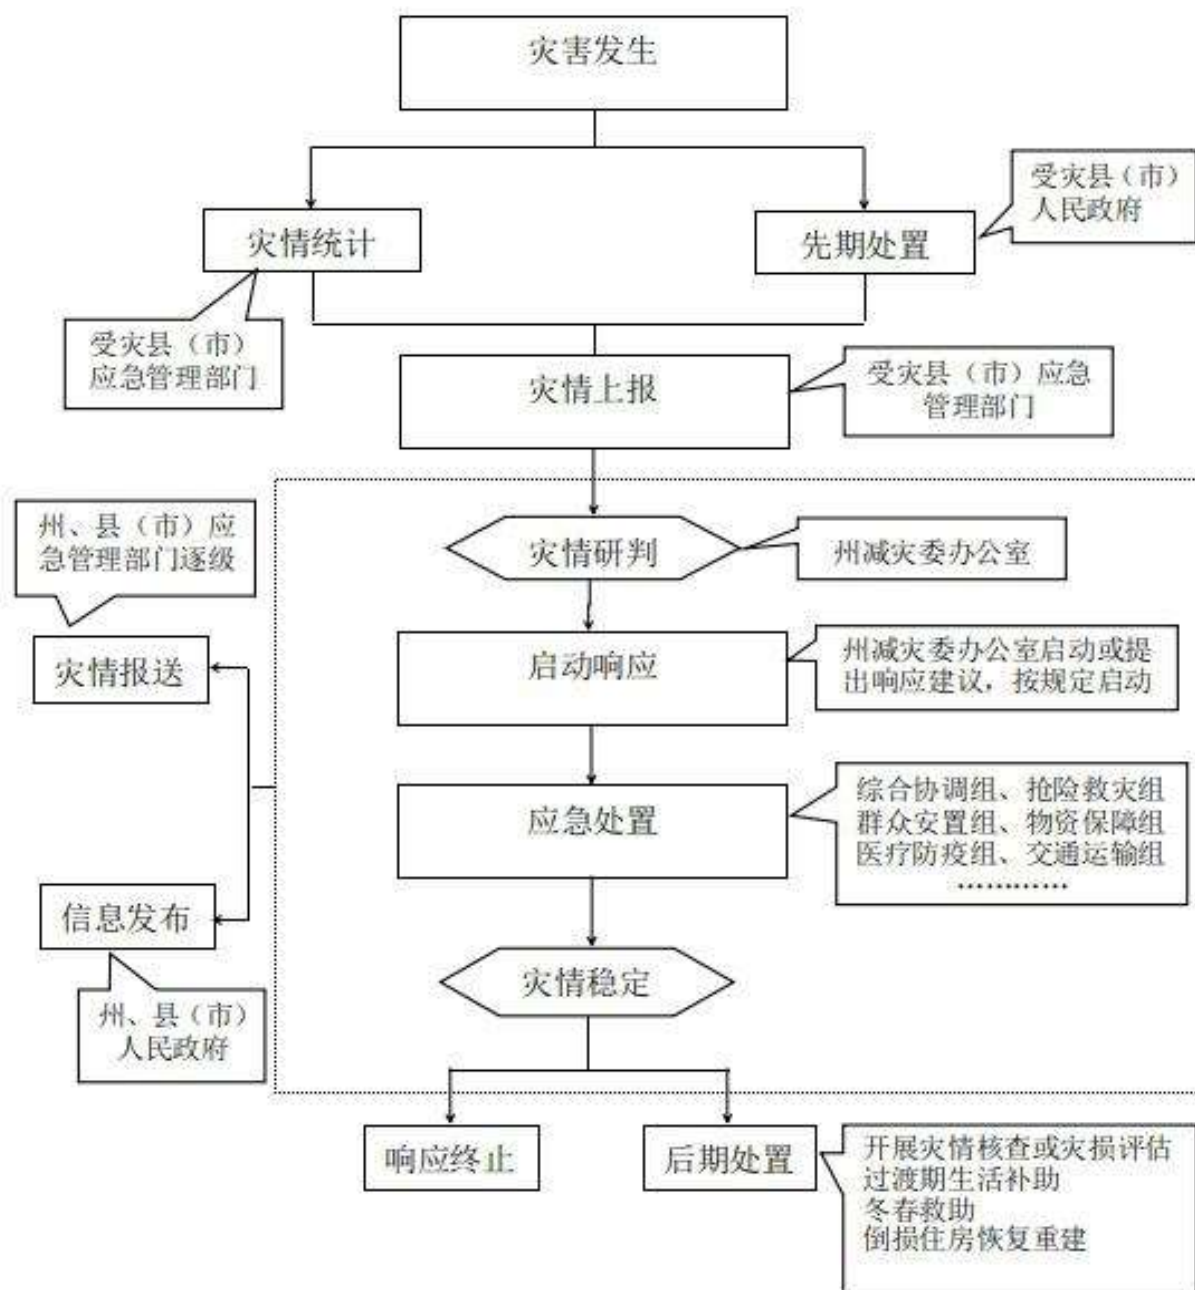 灾害发生
受灾县（市）
人民政府
灾情统计
先期处置
受灾县（市）
应急管理部门
灾情上报
受灾县（市）应急
管理部门
州、县（市）应
急管理部门逐级
灾情研判
州减灾委办公室
灾情报送
启动响应
州减灾委办公室启动或提
出响应建议，按规定启动
应急处置
综合协调组、抢险救灾组
群众安置组、物资保障组
医疗防疫组、交通运输组
…………
信息发布
州、县（市）
人民政府
灾情稳定
响应终止
后期处置
开展灾情核查或灾损评估
过渡期生活补助
冬春救助
倒损住房恢复重建